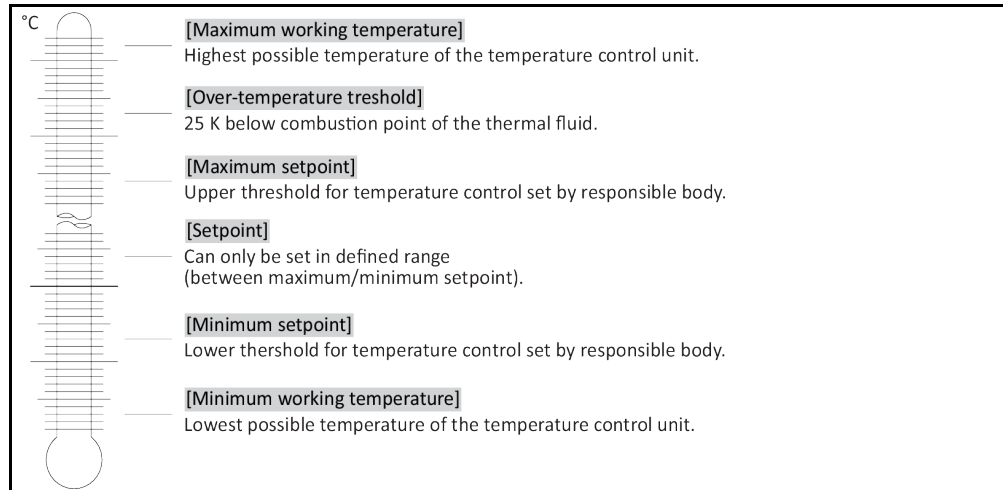 °C
[Maximum working temperature]
Highest possible temperature of the temperature control unit.
[Over-temperature treshold]
25 K below combustion point of the thermal fluid.
[Maximum setpoint]
Upper threshold for temperature control set by responsible body.
[Setpoint]
Can only be set in defined range
(between maximum/minimum setpoint).
[Minimum setpoint]
Lower thershold for temperature control set by responsible body.
[Minimum working temperature]
Lowest possible temperature of the temperature control unit.